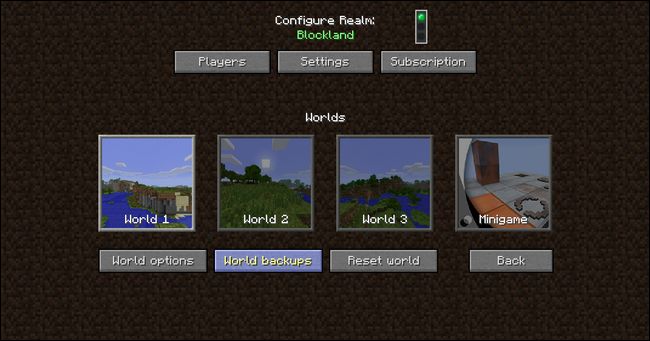 Configure Realm:
Blockland
Players
Settings
Subscription
Worlds
World 1
World 2
World 3
Minigame
World options
World backups
Reset world
Back